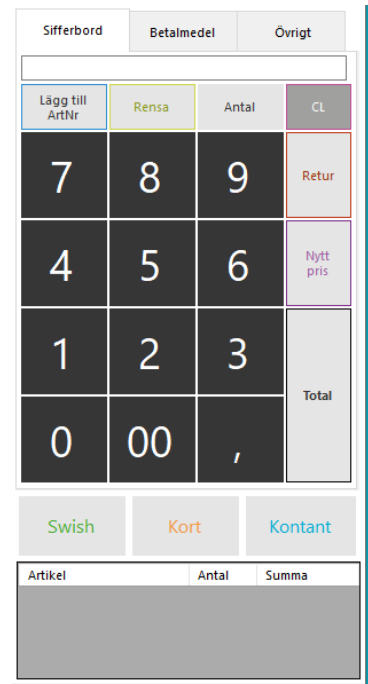 Sifferbord Betalmedel Övrigt
Lägg till
ArtNr
Rensa Antal CL
7 8 9 Retur
4 5 6 Nytt
pris
1 2 3
Total
0 00 ,
Swish Kort Kontant
Artikel Antal Summa